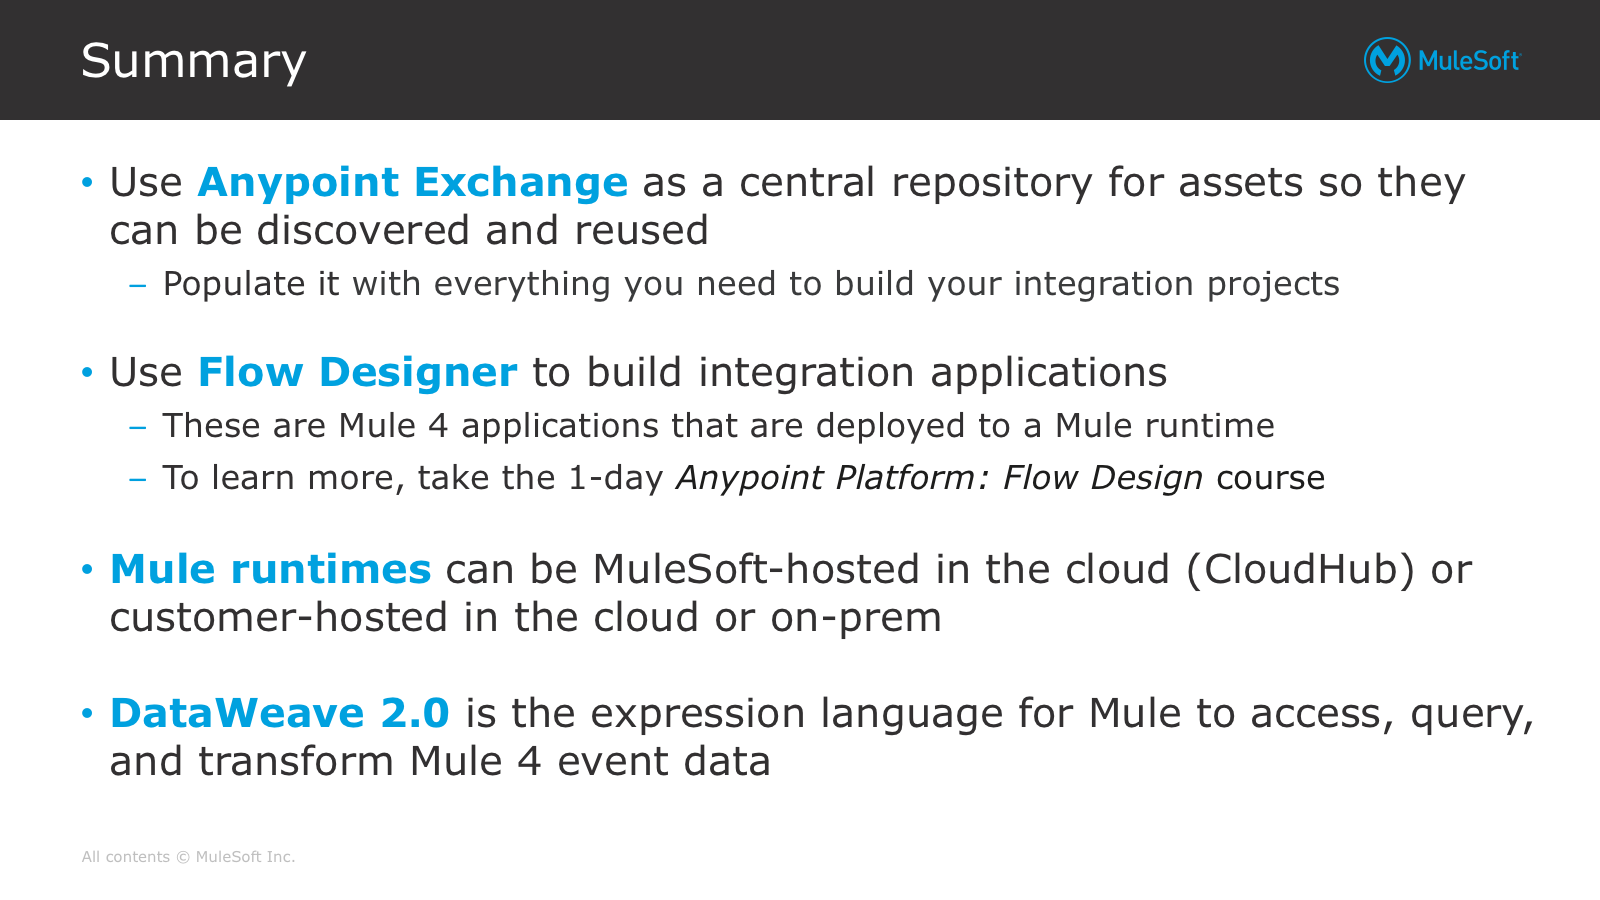 Summary
MuleSoft
• Use Anypoint Exchange as a central repository for assets so they
can be discovered and reused
– Populate it with everything you need to build your integration projects
• Use Flow Designer to build integration applications
– These are Mule 4 applications that are deployed to a Mule runtime
– To learn more, take the 1-day Anypoint Platform: Flow Design course
• Mule runtimes can be MuleSoft-hosted in the cloud (CloudHub) or
customer-hosted in the cloud or on-prem
• DataWeave 2.0 is the expression language for Mule to access, query,
and transform Mule 4 event data
All contents © MuleSoft Inc.